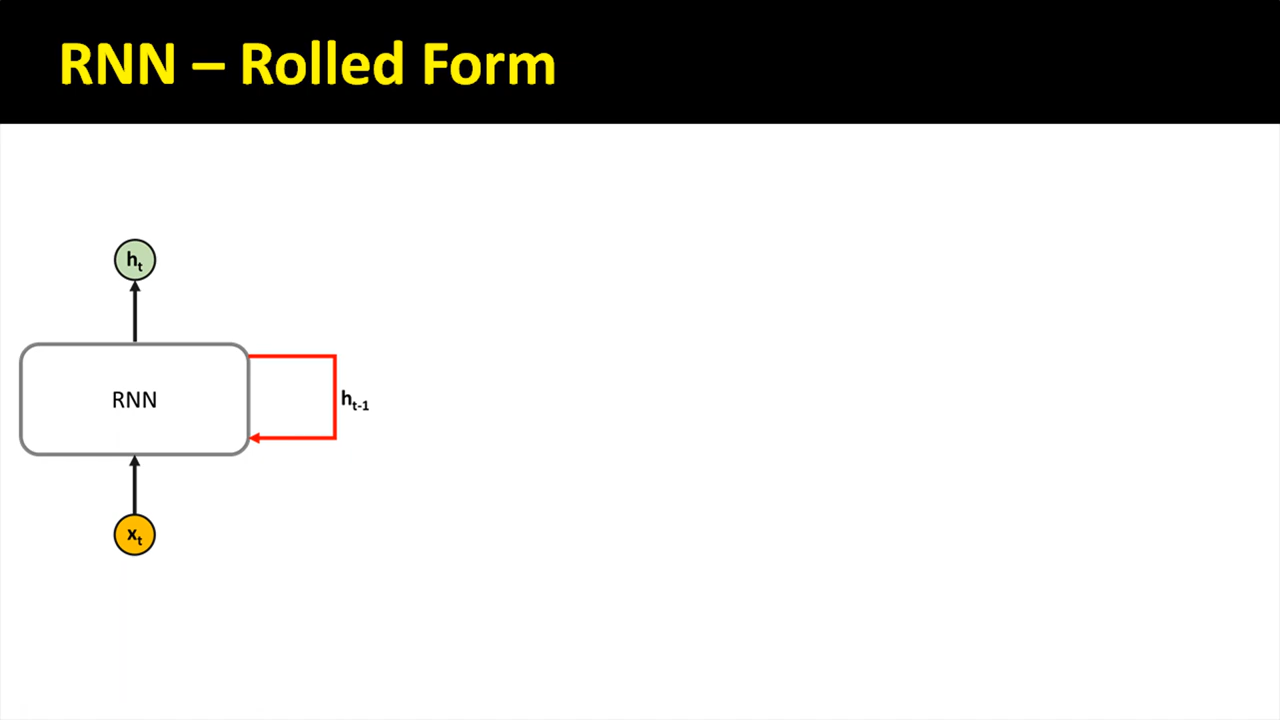 RNN – Rolled Form
hₜ
RNN
hₜ₋₁
xₜ